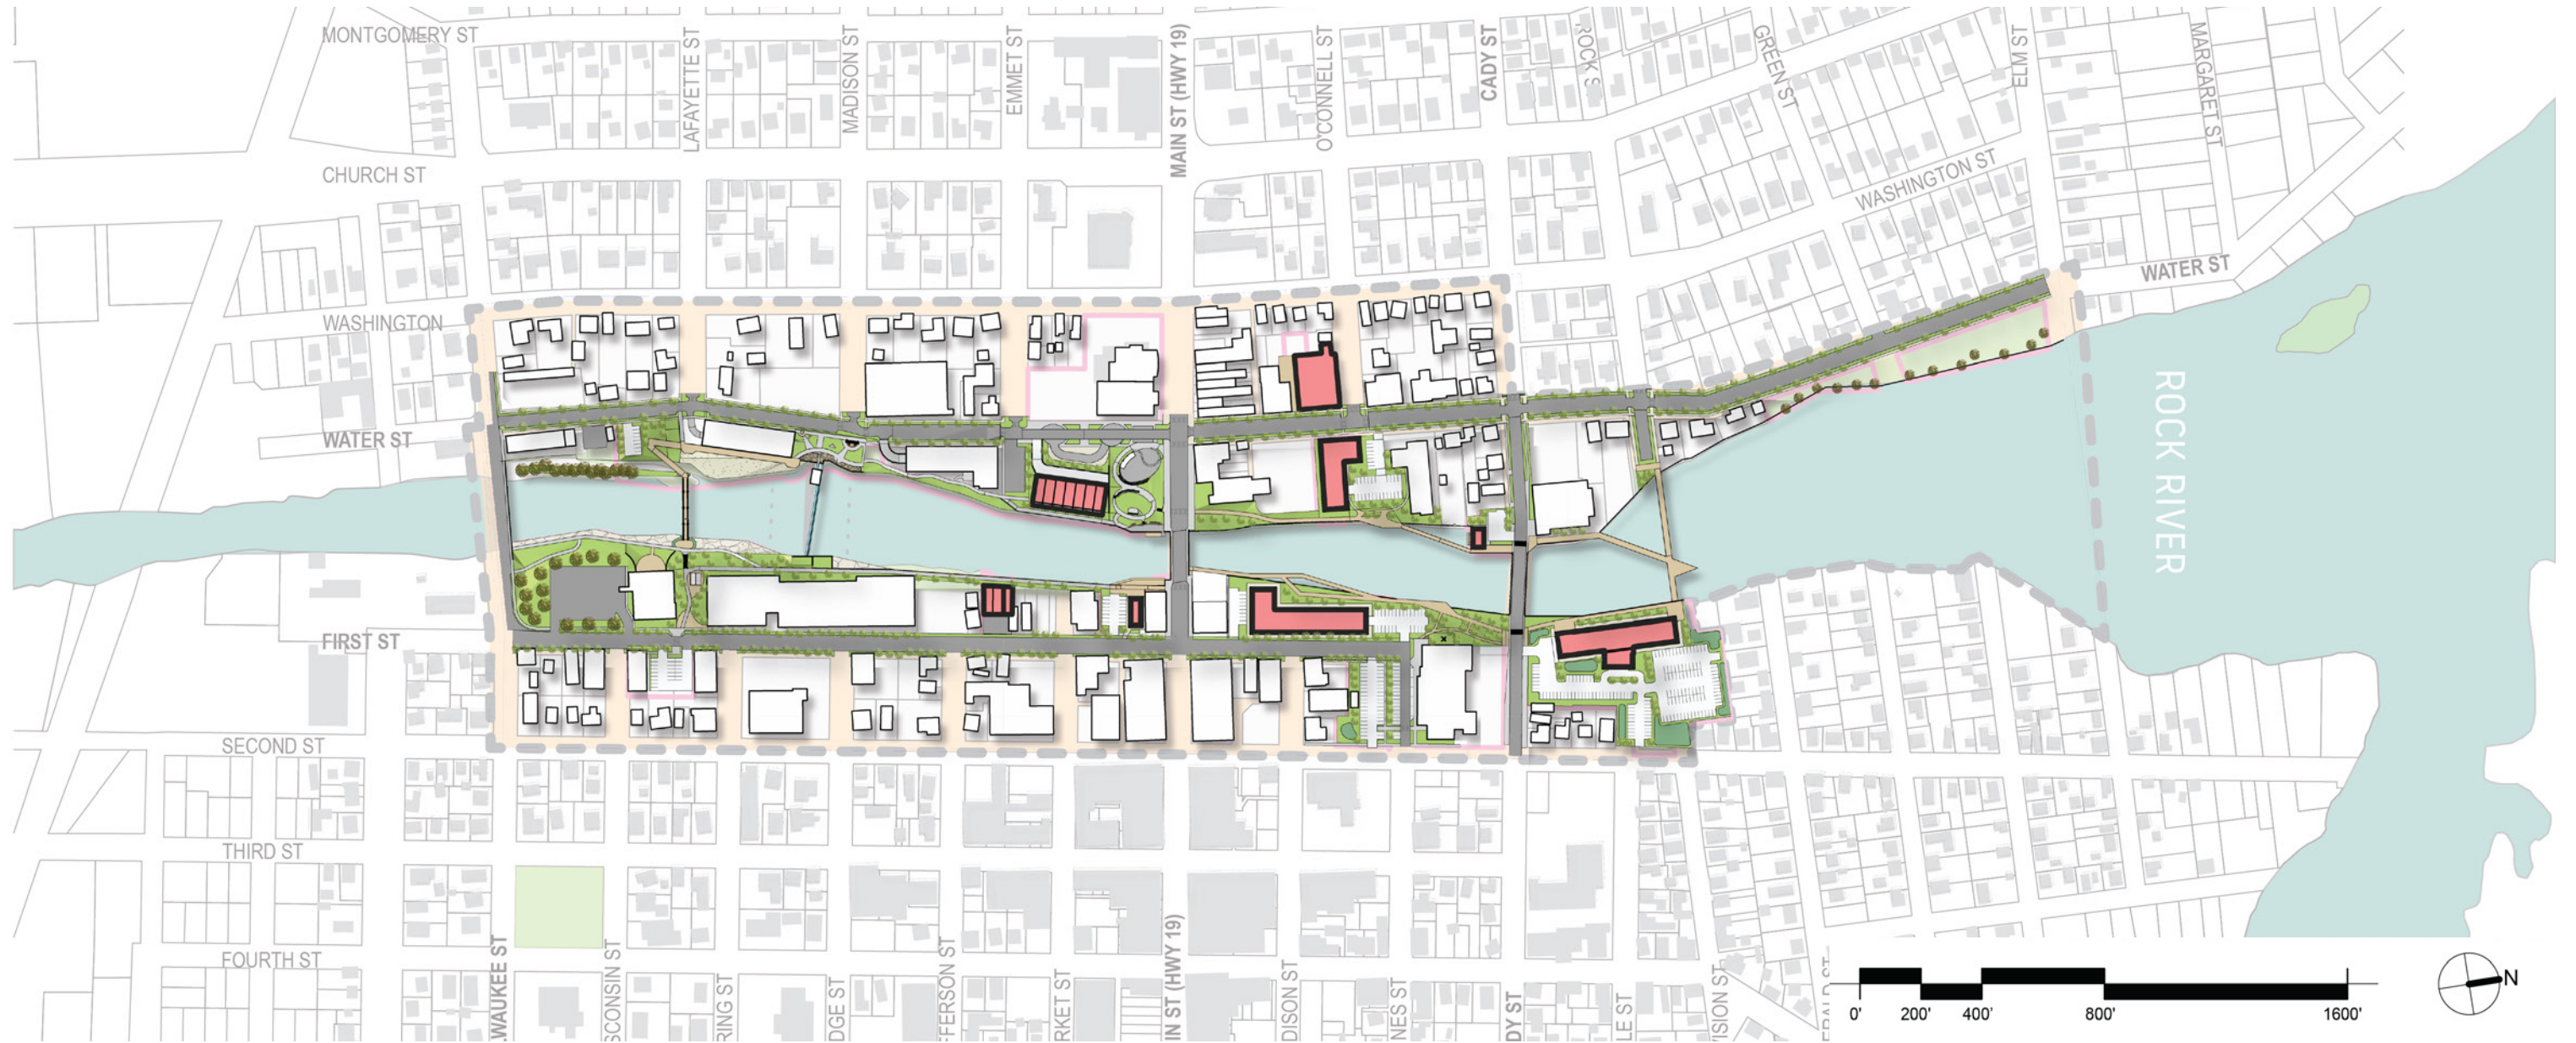 MONTGOMERY ST
LAFAYETTE ST
MADISON ST
EMMET ST
MAIN ST (HWY 19)
O'CONNELL ST
CADY ST
ROCK S
GREEN ST
ELM ST
MARGARET ST
CHURCH ST
WASHINGTON ST
WATER ST
WASHINGTON
WATER ST
ROCK RIVER
FIRST ST
SECOND ST
THIRD ST
FOURTH ST
WAUKEE ST
SCONSIN ST
RING ST
DGE ST
FFERSON ST
RKET ST
IN ST (HWY 19)
DISON ST
NES ST
DY ST
LE ST
ISION ST
N
0' 200' 400' 800' 1600'